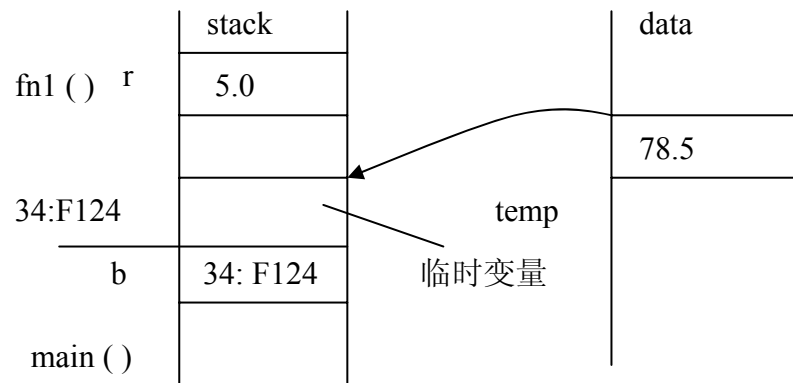 stack data
fn1 ( ) r 5.0
78.5
34:F124 temp
b 34: F124 临时变量
main ( )